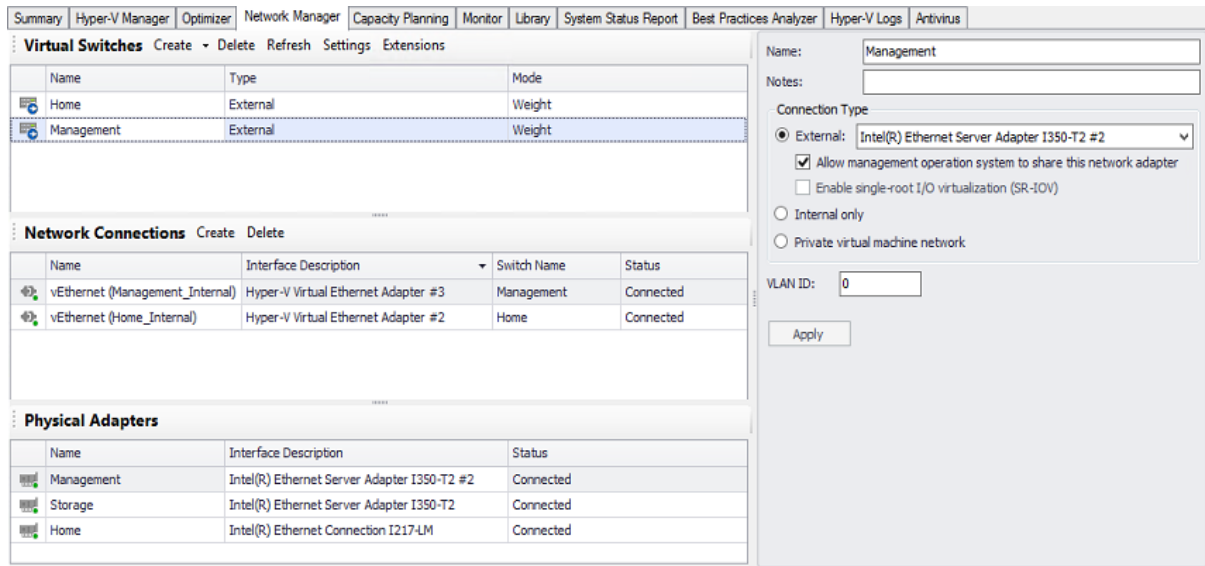 Summary Hyper-V Manager Optimizer Network Manager Capacity Planning Monitor Library System Status Report Best Practices Analyzer Hyper-V Logs Antivirus
Virtual Switches Create Delete Refresh Settings Extensions
Name Type Mode
Home External Weight
Management External Weight
Network Connections Create Delete
Name Interface Description Switch Name Status
vEthernet (Management_Internal) Hyper-V Virtual Ethernet Adapter #3 Management Connected
vEthernet (Home_Internal) Hyper-V Virtual Ethernet Adapter #2 Home Connected
Physical Adapters
Name Interface Description Status
Management Intel(R) Ethernet Server Adapter I350-T2 #2 Connected
Storage Intel(R) Ethernet Server Adapter I350-T2 Connected
Home Intel(R) Ethernet Connection I217-LM Connected
Name: Management
Notes:
Connection Type
External: Intel(R) Ethernet Server Adapter I350-T2 #2
Allow management operation system to share this network adapter
Enable single-root I/O virtualization (SR-IOV)
Internal only
Private virtual machine network
VLAN ID: 0
Apply